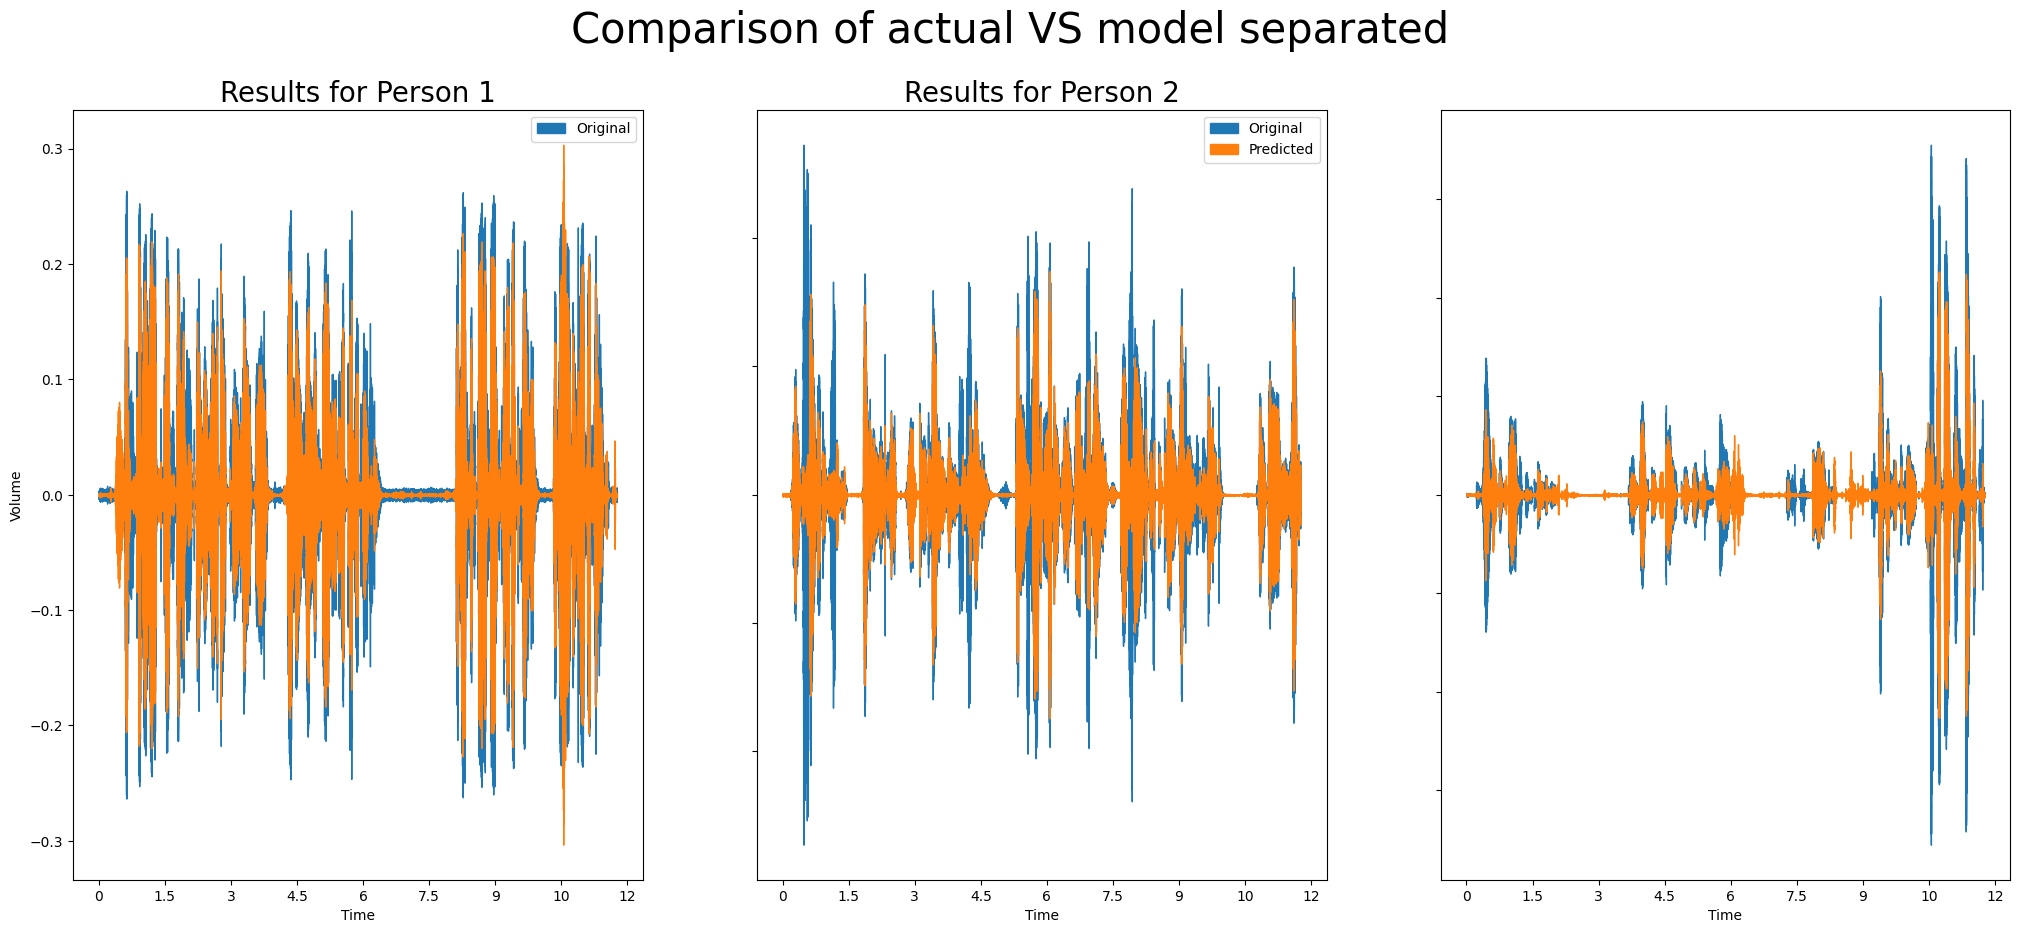 Comparison of actual VS model separated
Results for Person 1
Original
0.3
0.2
0.1
0.0
−0.1
−0.2
−0.3
Volume
0 1.5 3 4.5 6 7.5 9 10 12
Time
Results for Person 2
Original
Predicted
0 1.5 3 4.5 6 7.5 9 10 12
Time
0 1.5 3 4.5 6 7.5 9 10 12
Time